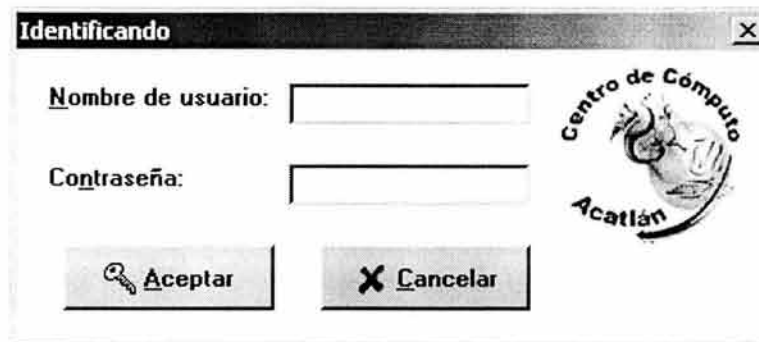 Identificando
Nombre de usuario:
Contraseña:
Aceptar
Cancelar
Centro de Cómputo
Acatlán